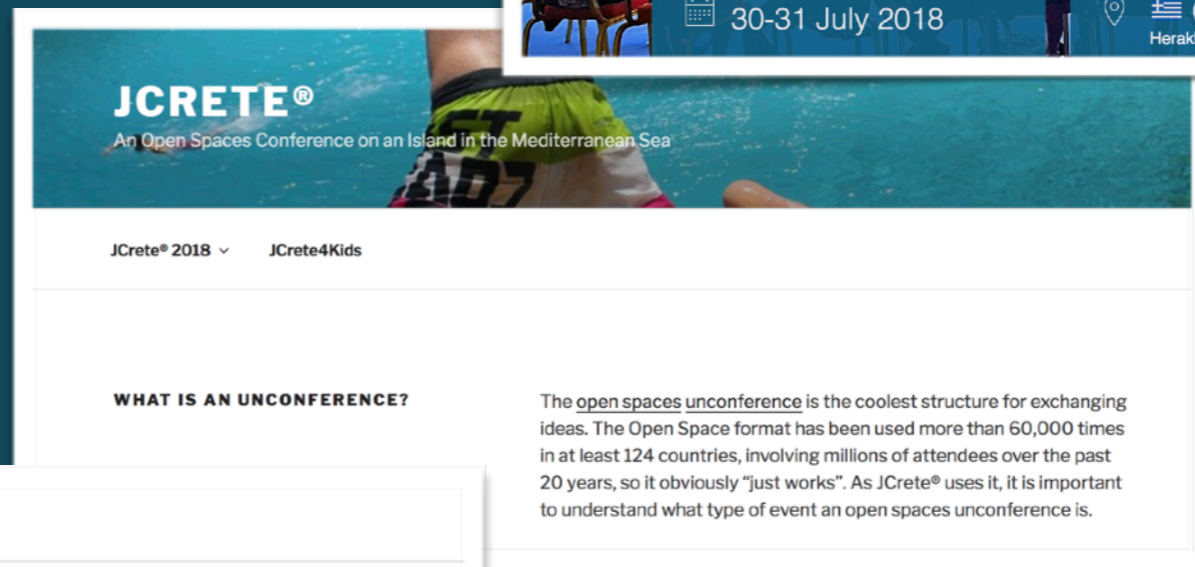 30-31 July 2018
JCRETE®
An Open Spaces Conference on an Island in the Mediterranean Sea
JCrete® 2018
JCrete4Kids
WHAT IS AN UNCONFERENCE?
The open spaces unconference is the coolest structure for exchanging
ideas. The Open Space format has been used more than 60,000 times
in at least 124 countries, involving millions of attendees over the past
20 years, so it obviously “just works”. As JCrete® uses it, it is important
to understand what type of event an open spaces unconference is.